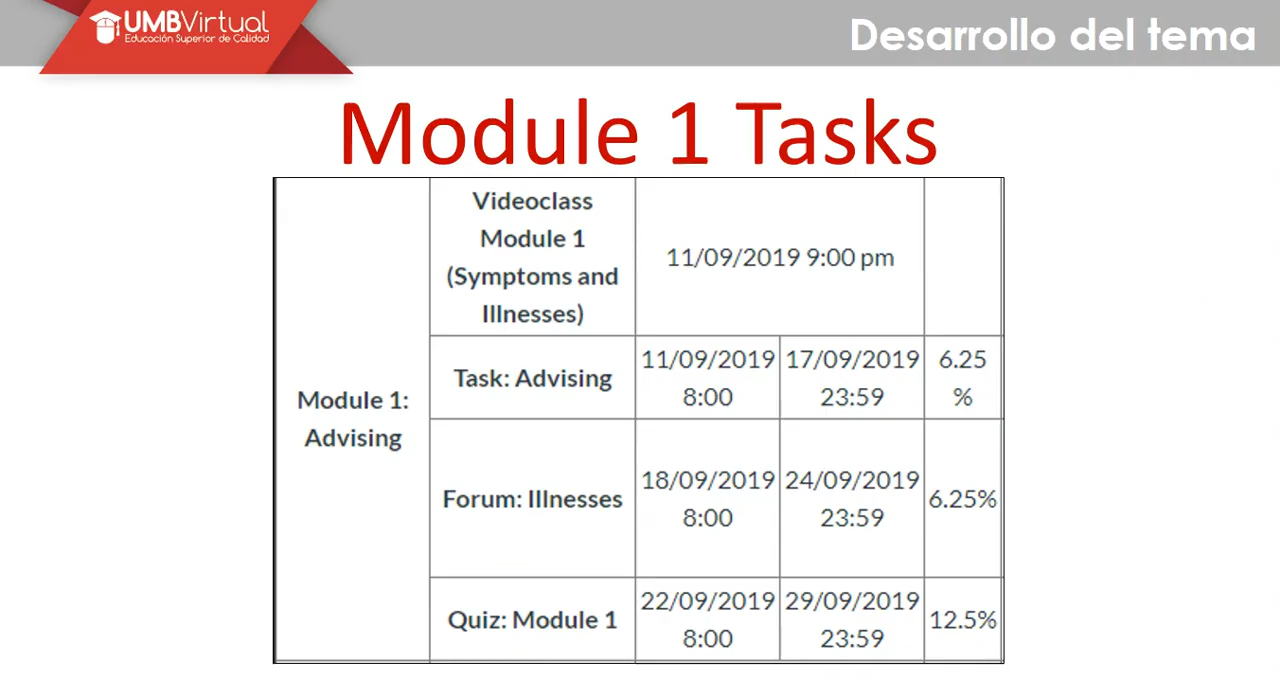 UMBVirtual
Educación Superior de Calidad
Desarrollo del tema
Module 1 Tasks
Module 1:
Advising
Videoclass
Module 1
(Symptoms and
Illnesses)
11/09/2019 9:00 pm
Task: Advising
11/09/2019
8:00
17/09/2019
23:59
6.25
%
Forum: Illnesses
18/09/2019
8:00
24/09/2019
23:59
6.25%
Quiz: Module 1
22/09/2019
8:00
29/09/2019
23:59
12.5%